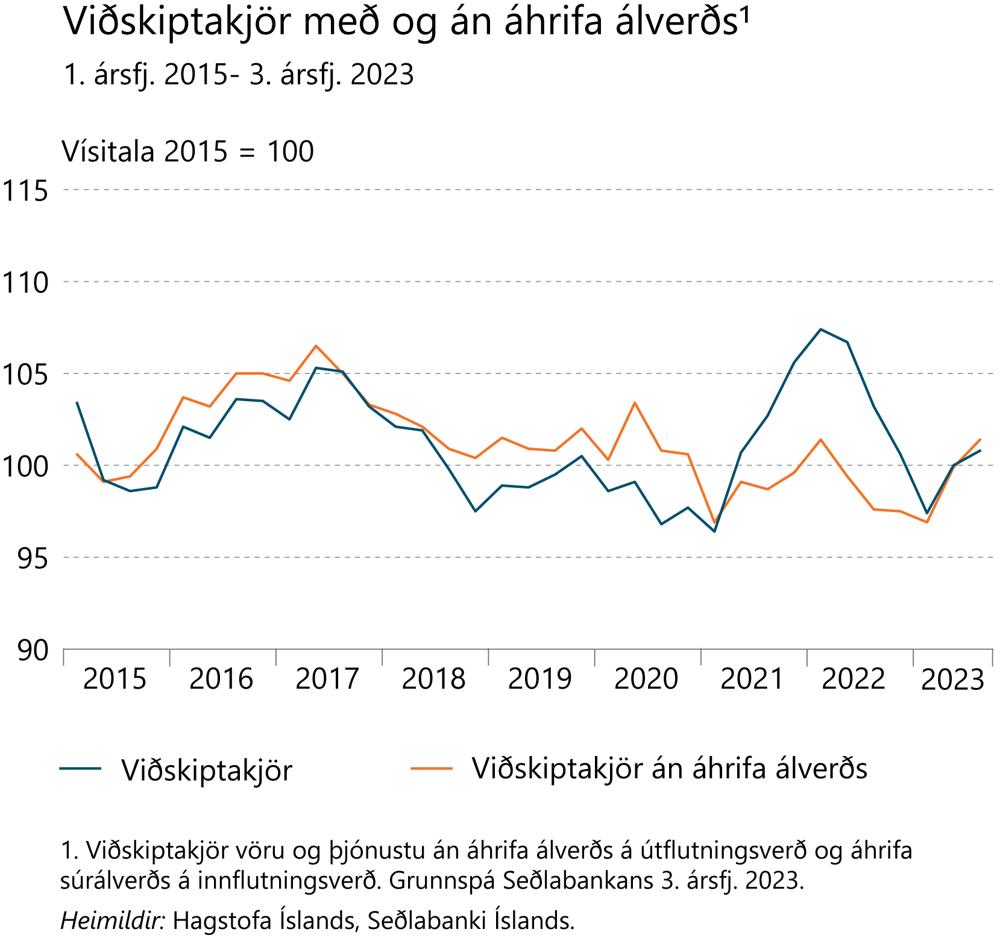 Viðskiptakjör með og án áhrifa álverðs¹
1. ársfj. 2015- 3. ársfj. 2023
Vísitala 2015 = 100
115
110
105
100
95
90
2015 2016 2017 2018 2019 2020 2021 2022 2023
Viðskiptakjör
Viðskiptakjör án áhrifa álverðs
1. Viðskiptakjör vöru og þjónustu án áhrifa álverðs á útflutningsverð og áhrifa
súrálverðs á innflutningsverð. Grunnspá Seðlabankans 3. ársfj. 2023.
Heimildir: Hagstofa Íslands, Seðlabanki Íslands.